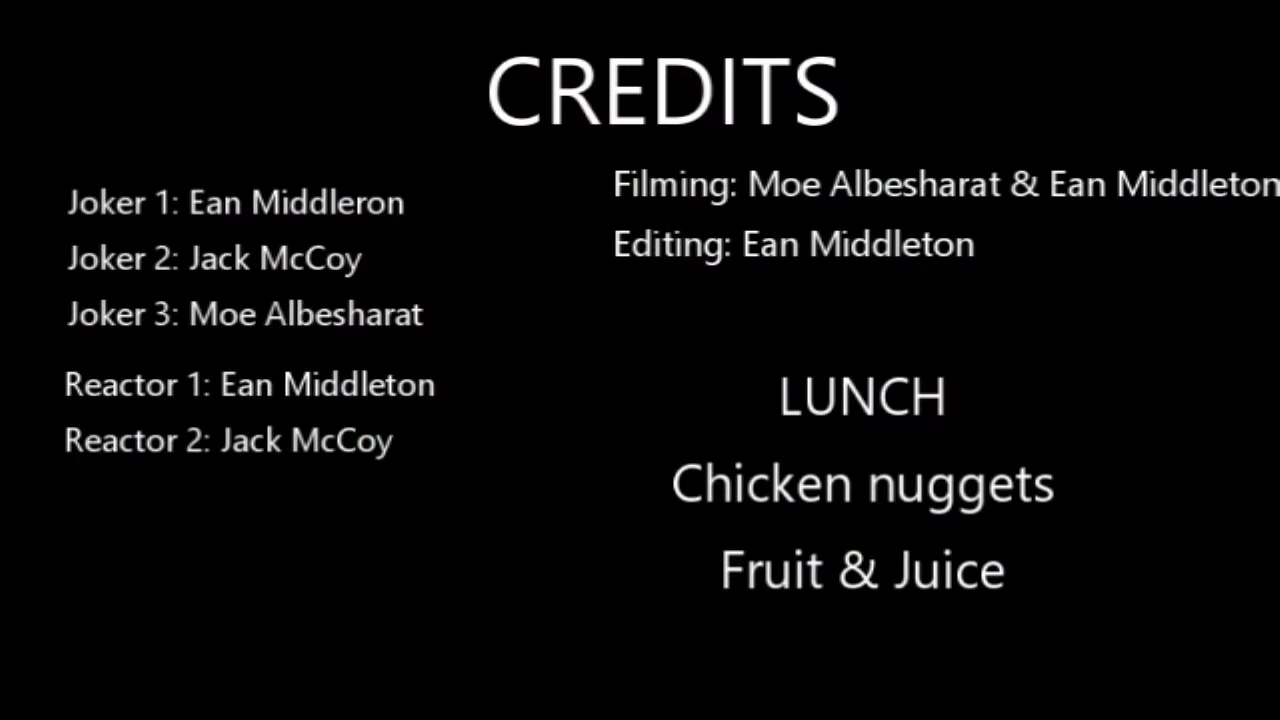 CREDITS
Joker 1: Ean Middleron
Joker 2: Jack McCoy
Joker 3: Moe Albesharat
Reactor 1: Ean Middleton
Reactor 2: Jack McCoy
Filming: Moe Albesharat & Ean Middleton
Editing: Ean Middleton
LUNCH
Chicken nuggets
Fruit & Juice